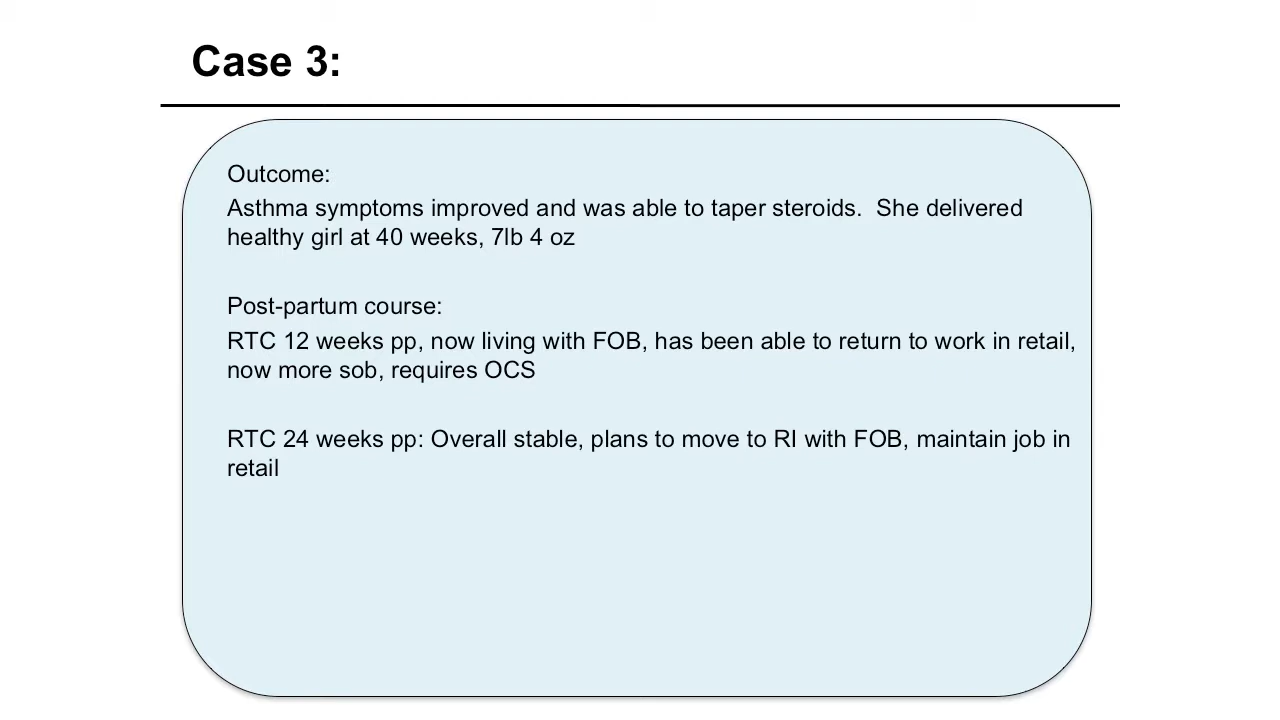 Case 3:
Outcome:
Asthma symptoms improved and was able to taper steroids.  She delivered
healthy girl at 40 weeks, 7lb 4 oz
Post-partum course:
RTC 12 weeks pp, now living with FOB, has been able to return to work in retail,
now more sob, requires OCS
RTC 24 weeks pp: Overall stable, plans to move to RI with FOB, maintain job in
retail